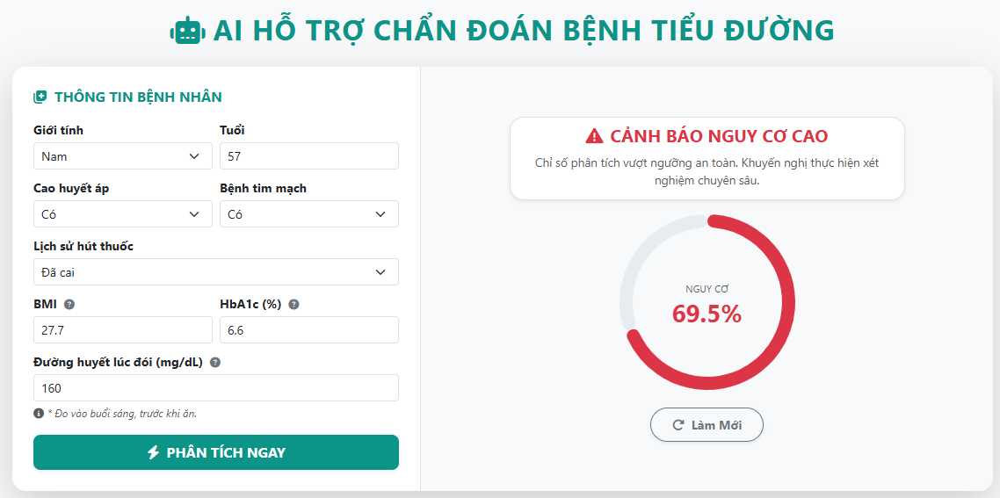 AI HỖ TRỢ CHẨN ĐOÁN BỆNH TIỂU ĐƯỜNG
THÔNG TIN BỆNH NHÂN
Giới tính
Tuổi
Nam
57
Cao huyết áp
Bệnh tim mạch
Có
Có
Lịch sử hút thuốc
Đã cai
BMI
HbA1c (%)
27.7
6.6
Đường huyết lúc đói (mg/dL)
160
* Đo vào buổi sáng, trước khi ăn.
PHÂN TÍCH NGAY
CẢNH BÁO NGUY CƠ CAO
Chỉ số phân tích vượt ngưỡng an toàn. Khuyến nghị thực hiện xét
nghiệm chuyên sâu.
NGUY CƠ
69.5%
Làm Mới